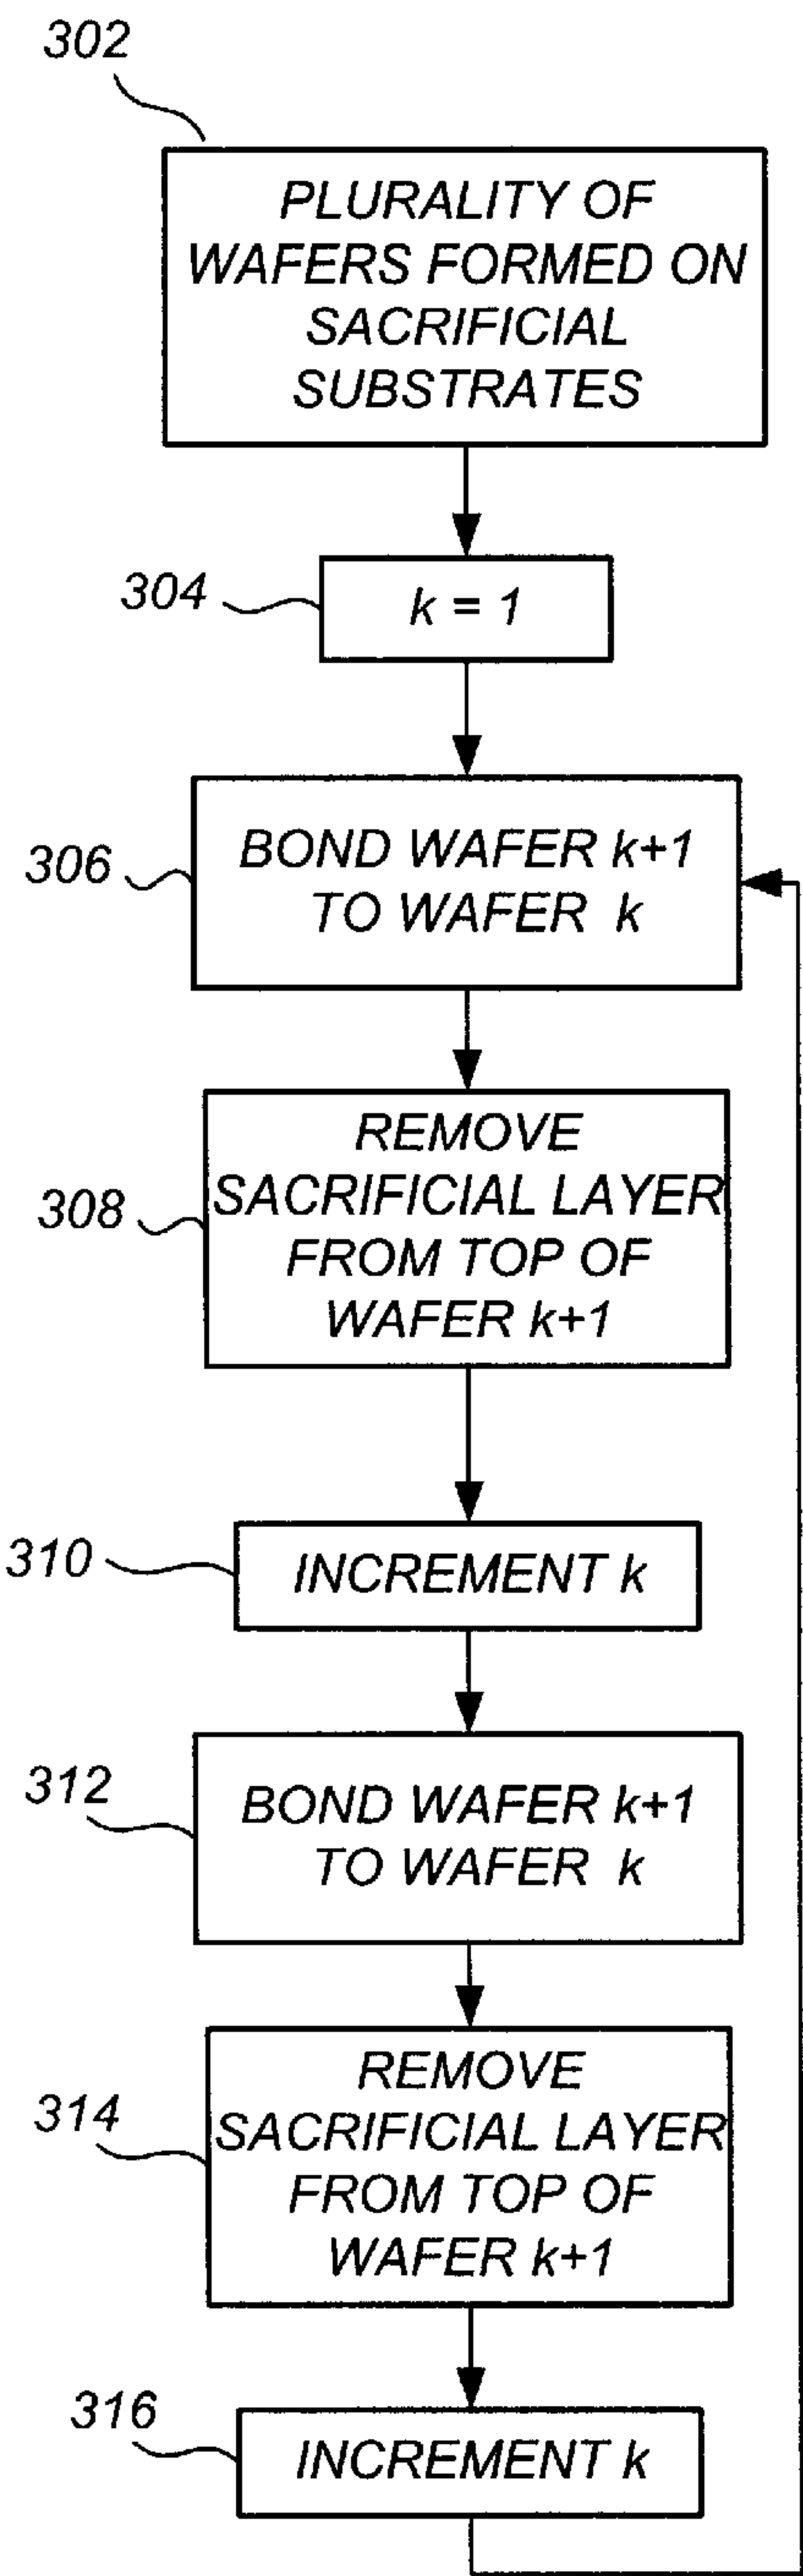 302
PLURALITY OF
WAFERS FORMED ON
SACRIFICIAL
SUBSTRATES
304
k = 1
306
BOND WAFER k+1
TO WAFER k
308
REMOVE
SACRIFICIAL LAYER
FROM TOP OF
WAFER k+1
310
INCREMENT k
312
BOND WAFER k+1
TO WAFER k
314
REMOVE
SACRIFICIAL LAYER
FROM TOP OF
WAFER k+1
316
INCREMENT k